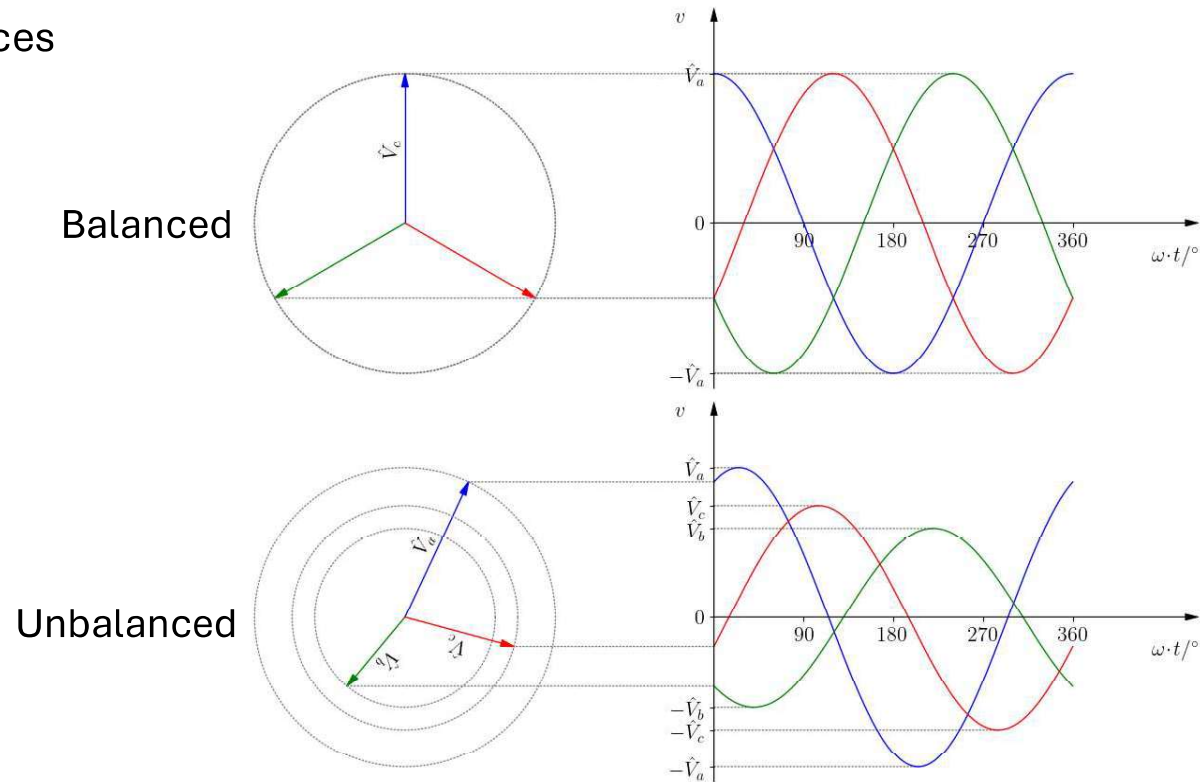 ces
Balanced
V̂c
v
V̂a
0
90
180
270
360
ω·t/°
−V̂a
Unbalanced
V̂a
V̂b
V̂c
v
V̂a
V̂c
V̂b
0
90
180
270
360
ω·t/°
−V̂b
−V̂c
−V̂a